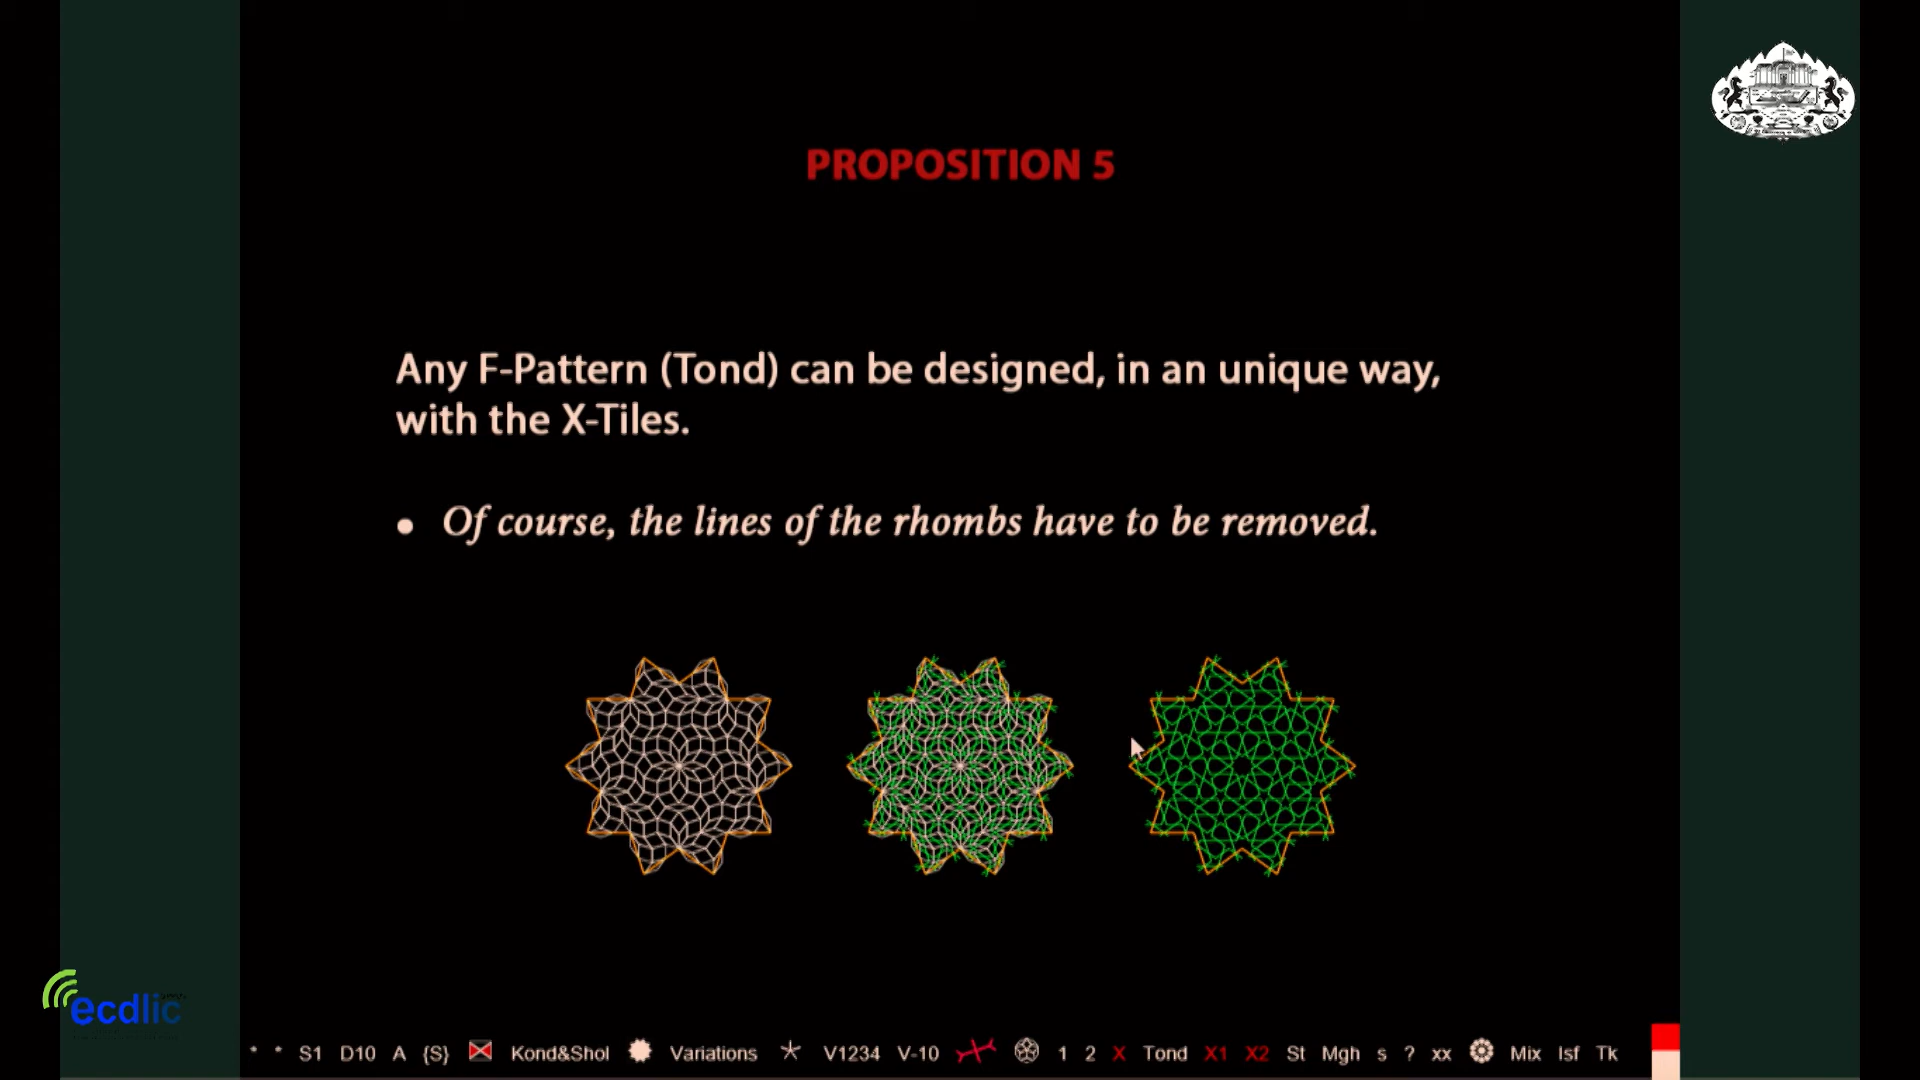 PROPOSITION 5
Any F-Pattern (Tond) can be designed, in an unique way,
with the X-Tiles.
• Of course, the lines of the rhombs have to be removed.
ecdlic
* * S1 D10 A {S} Kond&Shol Variations V1234 V-10 1 2 X Tond X1 X2 St Mgh s ? xx Mix Isf Tk